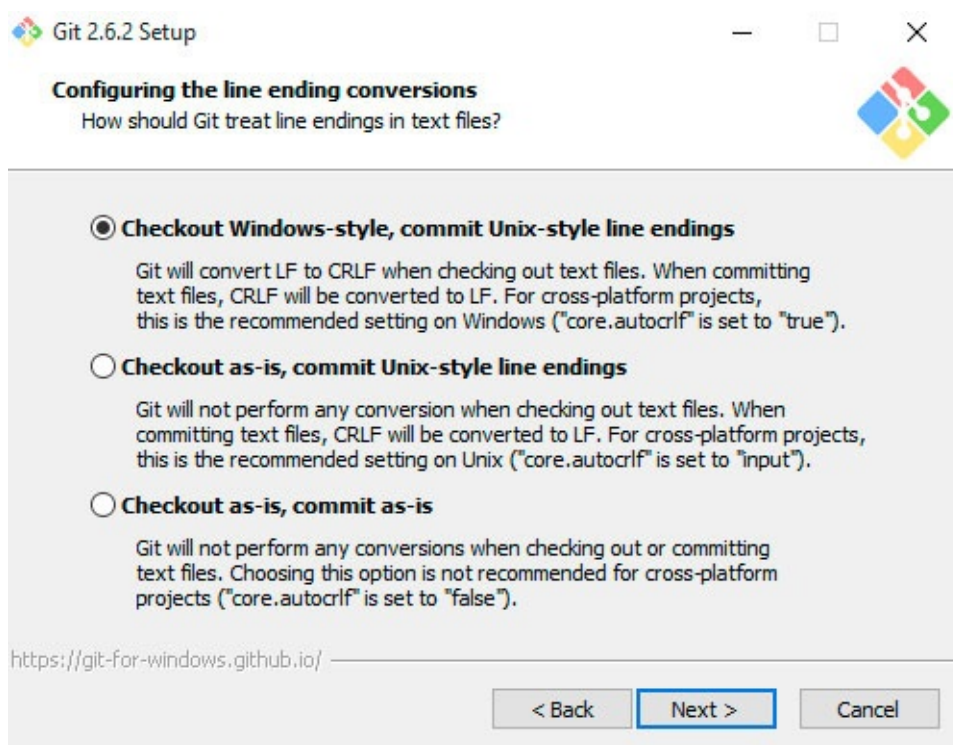 Git 2.6.2 Setup
Configuring the line ending conversions
How should Git treat line endings in text files?
Checkout Windows-style, commit Unix-style line endings
Git will convert LF to CRLF when checking out text files. When committing
text files, CRLF will be converted to LF. For cross-platform projects,
this is the recommended setting on Windows ("core.autocrlf" is set to "true").
Checkout as-is, commit Unix-style line endings
Git will not perform any conversion when checking out text files. When
committing text files, CRLF will be converted to LF. For cross-platform projects,
this is the recommended setting on Unix ("core.autocrlf" is set to "input").
Checkout as-is, commit as-is
Git will not perform any conversions when checking out or committing
text files. Choosing this option is not recommended for cross-platform
projects ("core.autocrlf" is set to "false").
https://git-for-windows.github.io/
< Back Next > Cancel